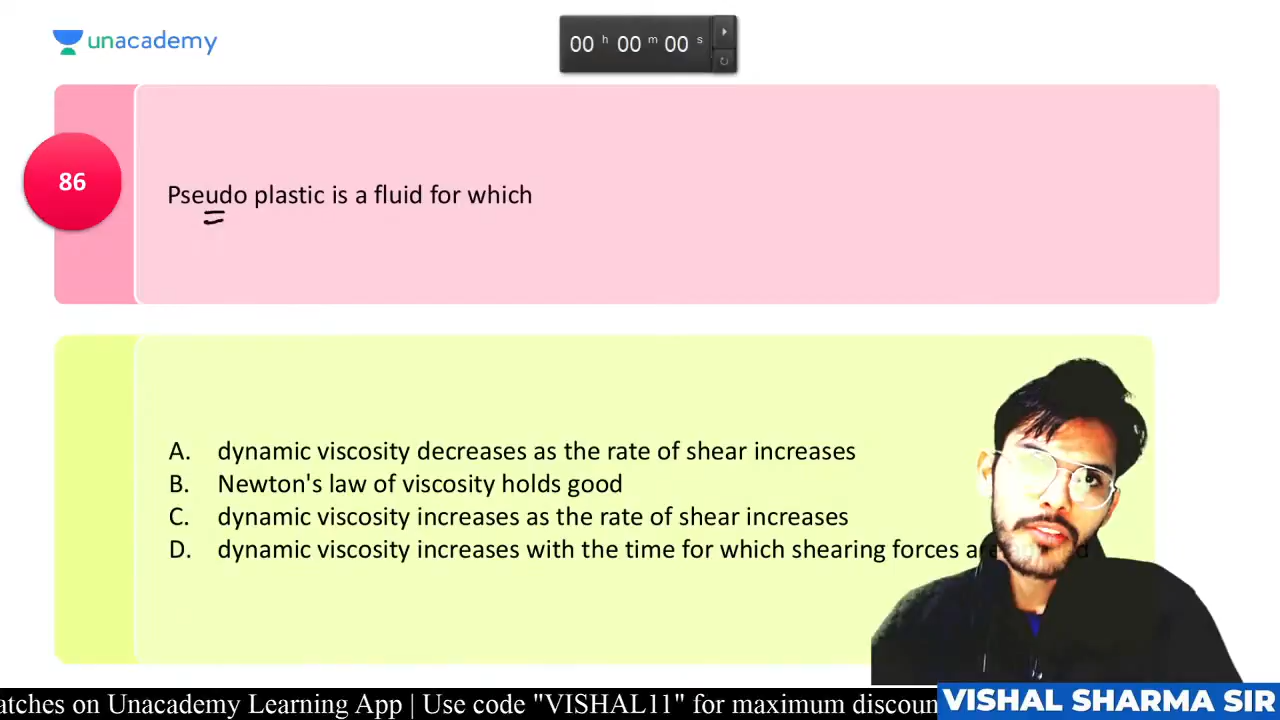 unacademy
00 h 00 m 00 s
86
Pseudo plastic is a fluid for which
A. dynamic viscosity decreases as the rate of shear increases
B. Newton's law of viscosity holds good
C. dynamic viscosity increases as the rate of shear increases
D. dynamic viscosity increases with the time for which shearing forces
atches on Unacademy Learning App | Use code "VISHAL11" for maximum discoun
VISHAL SHARMA SIR